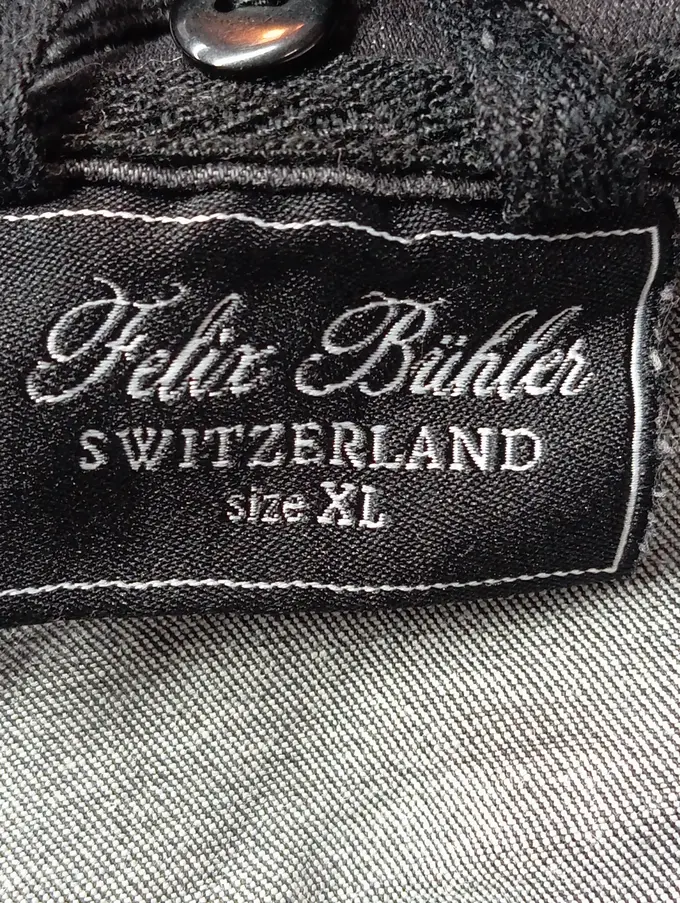 Felix Bühler
SWITZERLAND
size XL